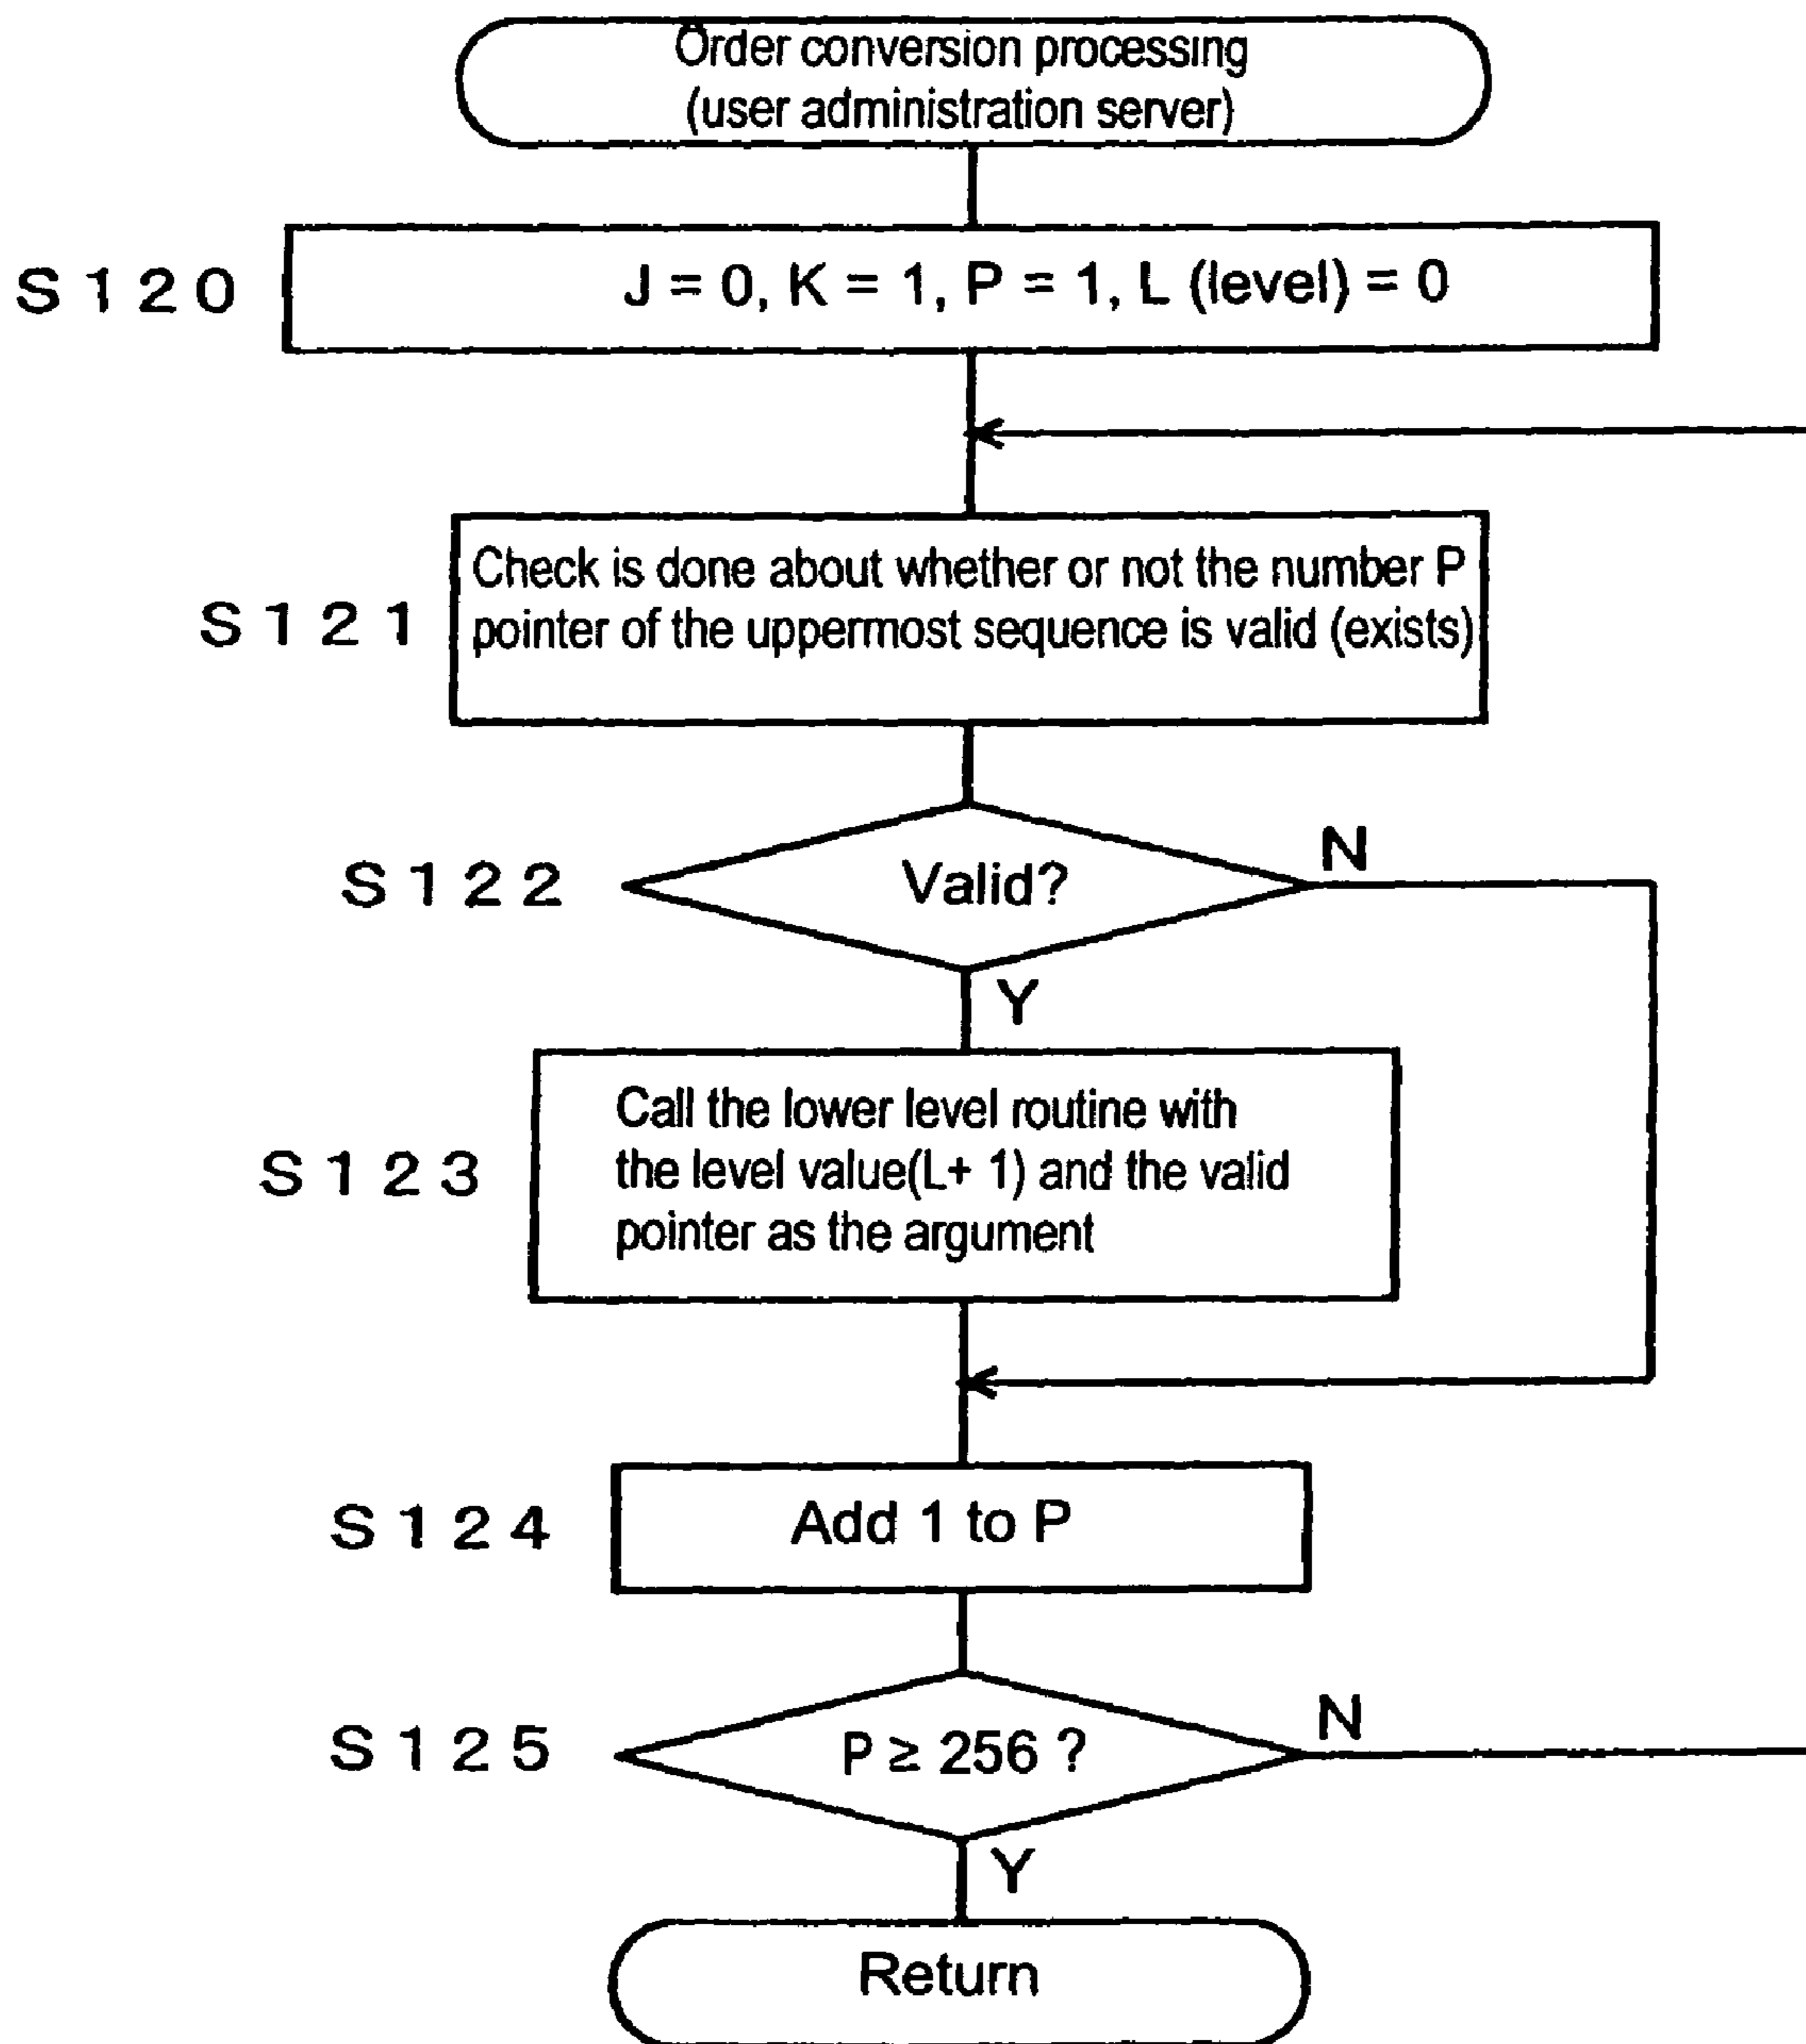 Order conversion processing
(user administration server)
S120
J = 0, K = 1, P = 1, L (level) = 0
S121
Check is done about whether or not the number P
pointer of the uppermost sequence is valid (exists)
S122
Valid?
N
Y
S123
Call the lower level routine with
the level value(L+ 1) and the valid
pointer as the argument
S124
Add 1 to P
S125
P ≥ 256 ?
N
Y
Return